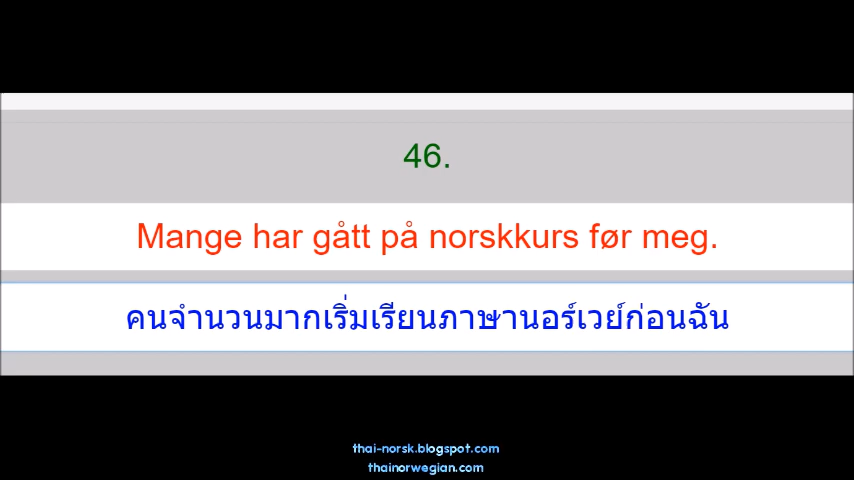 46.
Mange har gått på norskkurs før meg.
คนจำนวนมากเริ่มเรียนภาษานอร์เวย์ก่อนฉัน
thai-norsk.blogspot.com
thainorwegian.com